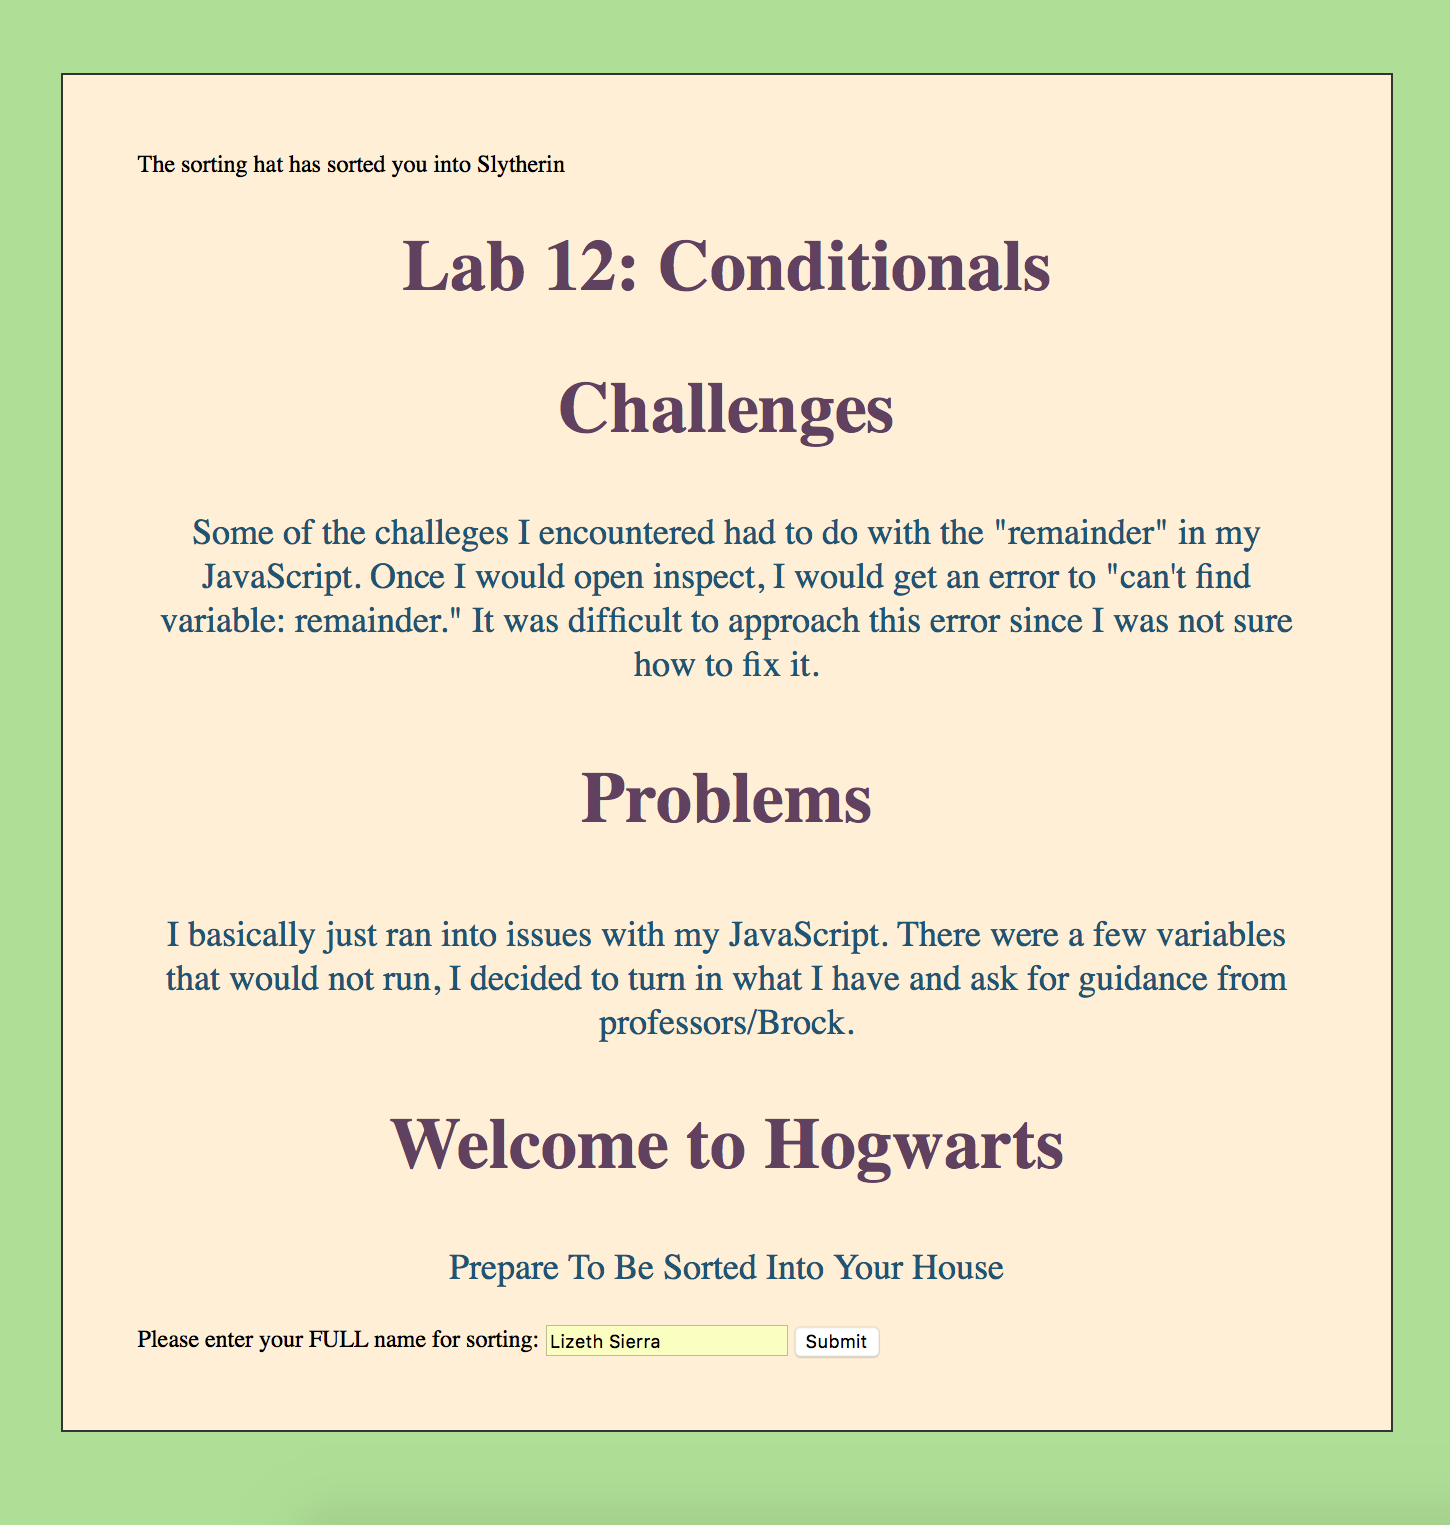 The sorting hat has sorted you into Slytherin
Lab 12: Conditionals
Challenges
Some of the challeges I encountered had to do with the "remainder" in my
JavaScript. Once I would open inspect, I would get an error to "can't find
variable: remainder." It was difficult to approach this error since I was not sure
how to fix it.
Problems
I basically just ran into issues with my JavaScript. There were a few variables
that would not run, I decided to turn in what I have and ask for guidance from
professors/Brock.
Welcome to Hogwarts
Prepare To Be Sorted Into Your House
Please enter your FULL name for sorting: Lizeth Sierra Submit